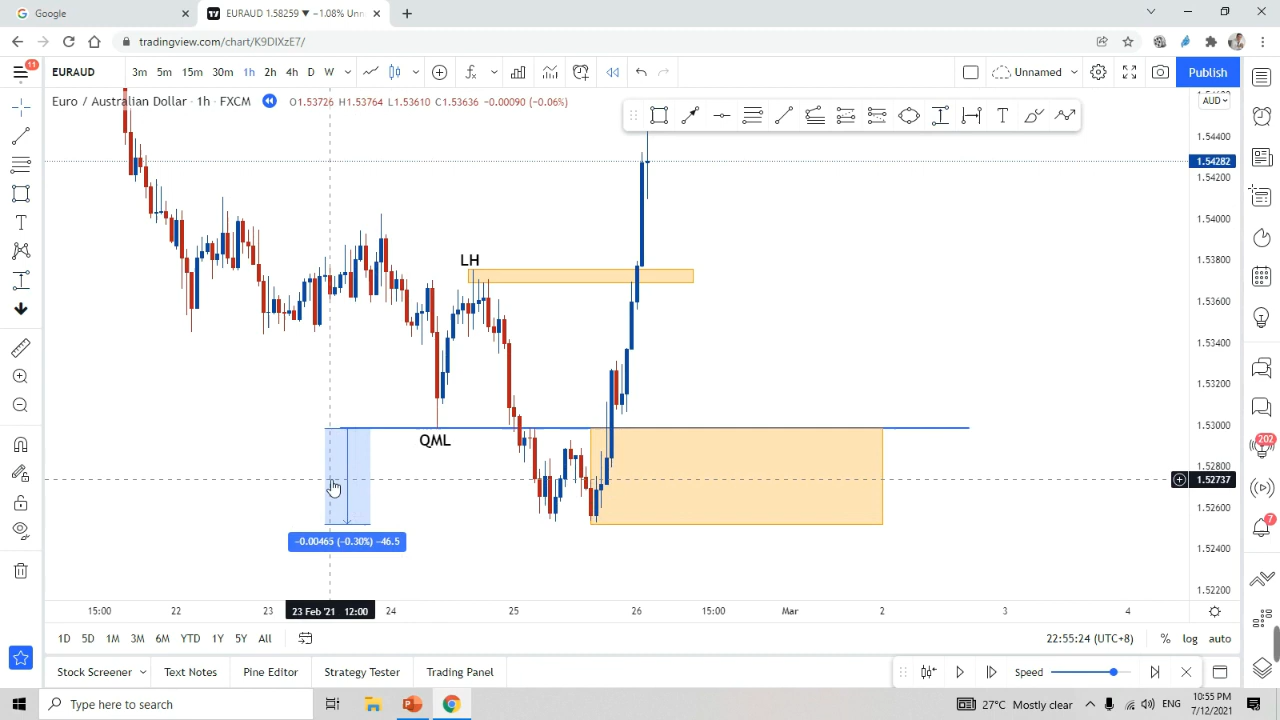 Google
EURAUD 1.58259 ▼ −1.08% Unn
tradingview.com/chart/K9DIXzE7/
11
EURAUD
3m 5m 15m 30m 1h 2h 4h D W
Unnamed
Publish
Euro / Australian Dollar · 1h · FXCM
O1.53726 H1.53764 L1.53610 C1.53636 −0.00090 (−0.06%)
AUD
1.54400
1.54282
1.54200
1.54000
1.53800
1.53600
1.53400
1.53200
1.53000
1.52800
1.52737
1.52600
1.52400
1.52200
LH
QML
-0.00465 (-0.30%) -46.5
202
7
15:00 22 23 23 Feb '21 12:00 24 25 26 15:00 Mar 2 3 4
1D 5D 1M 3M 6M YTD 1Y 5Y All
22:55:24 (UTC+8) % log auto
Stock Screener Text Notes Pine Editor Strategy Tester Trading Panel
Speed
Type here to search
27°C Mostly clear
ENG
10:55 PM
7/12/2021